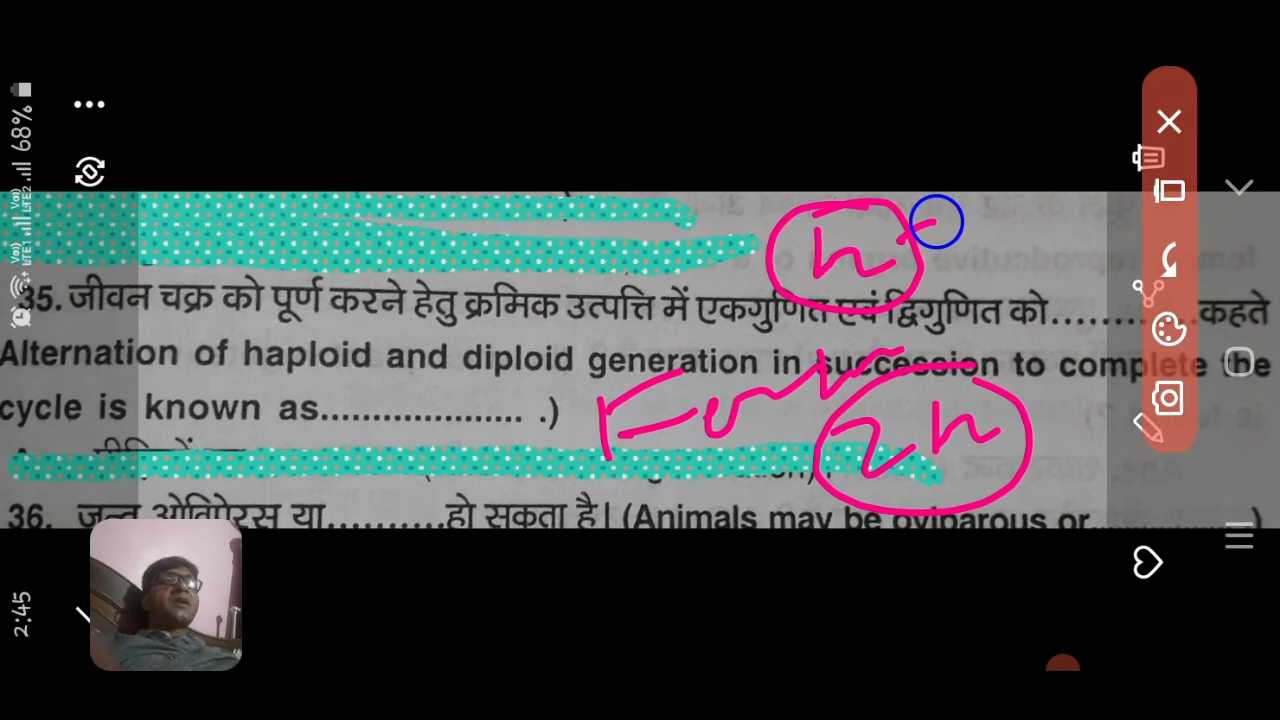 n
35. जीवन चक्र को पूर्ण करने हेतु क्रमिक उत्पत्ति में एकगुणित एवं द्विगुणित को............कहते
Alternation of haploid and diploid generation in succession to complete the
cycle is known as................... .)
2n
36. जन्तु ओविपेरस या..........हो सकता है। (Animals may be oviparous or..............)
68%
LTE2
LTE1
2:45